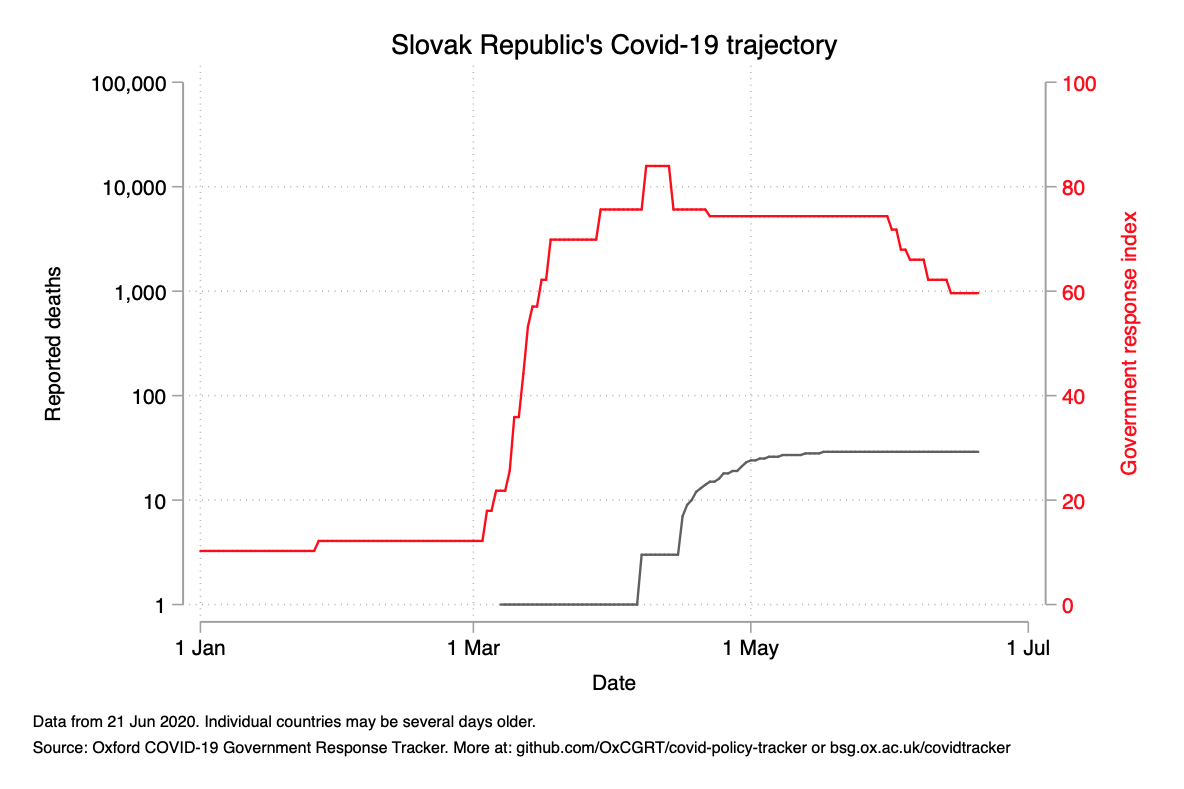 Slovak Republic's Covid-19 trajectory
100,000
10,000
1,000
100
10
1
Reported deaths
100
80
60
40
20
0
Government response index
1 Jan
1 Mar
1 May
1 Jul
Date
Data from 21 Jun 2020. Individual countries may be several days older.
Source: Oxford COVID-19 Government Response Tracker. More at: github.com/OxCGRT/covid-policy-tracker or bsg.ox.ac.uk/covidtracker